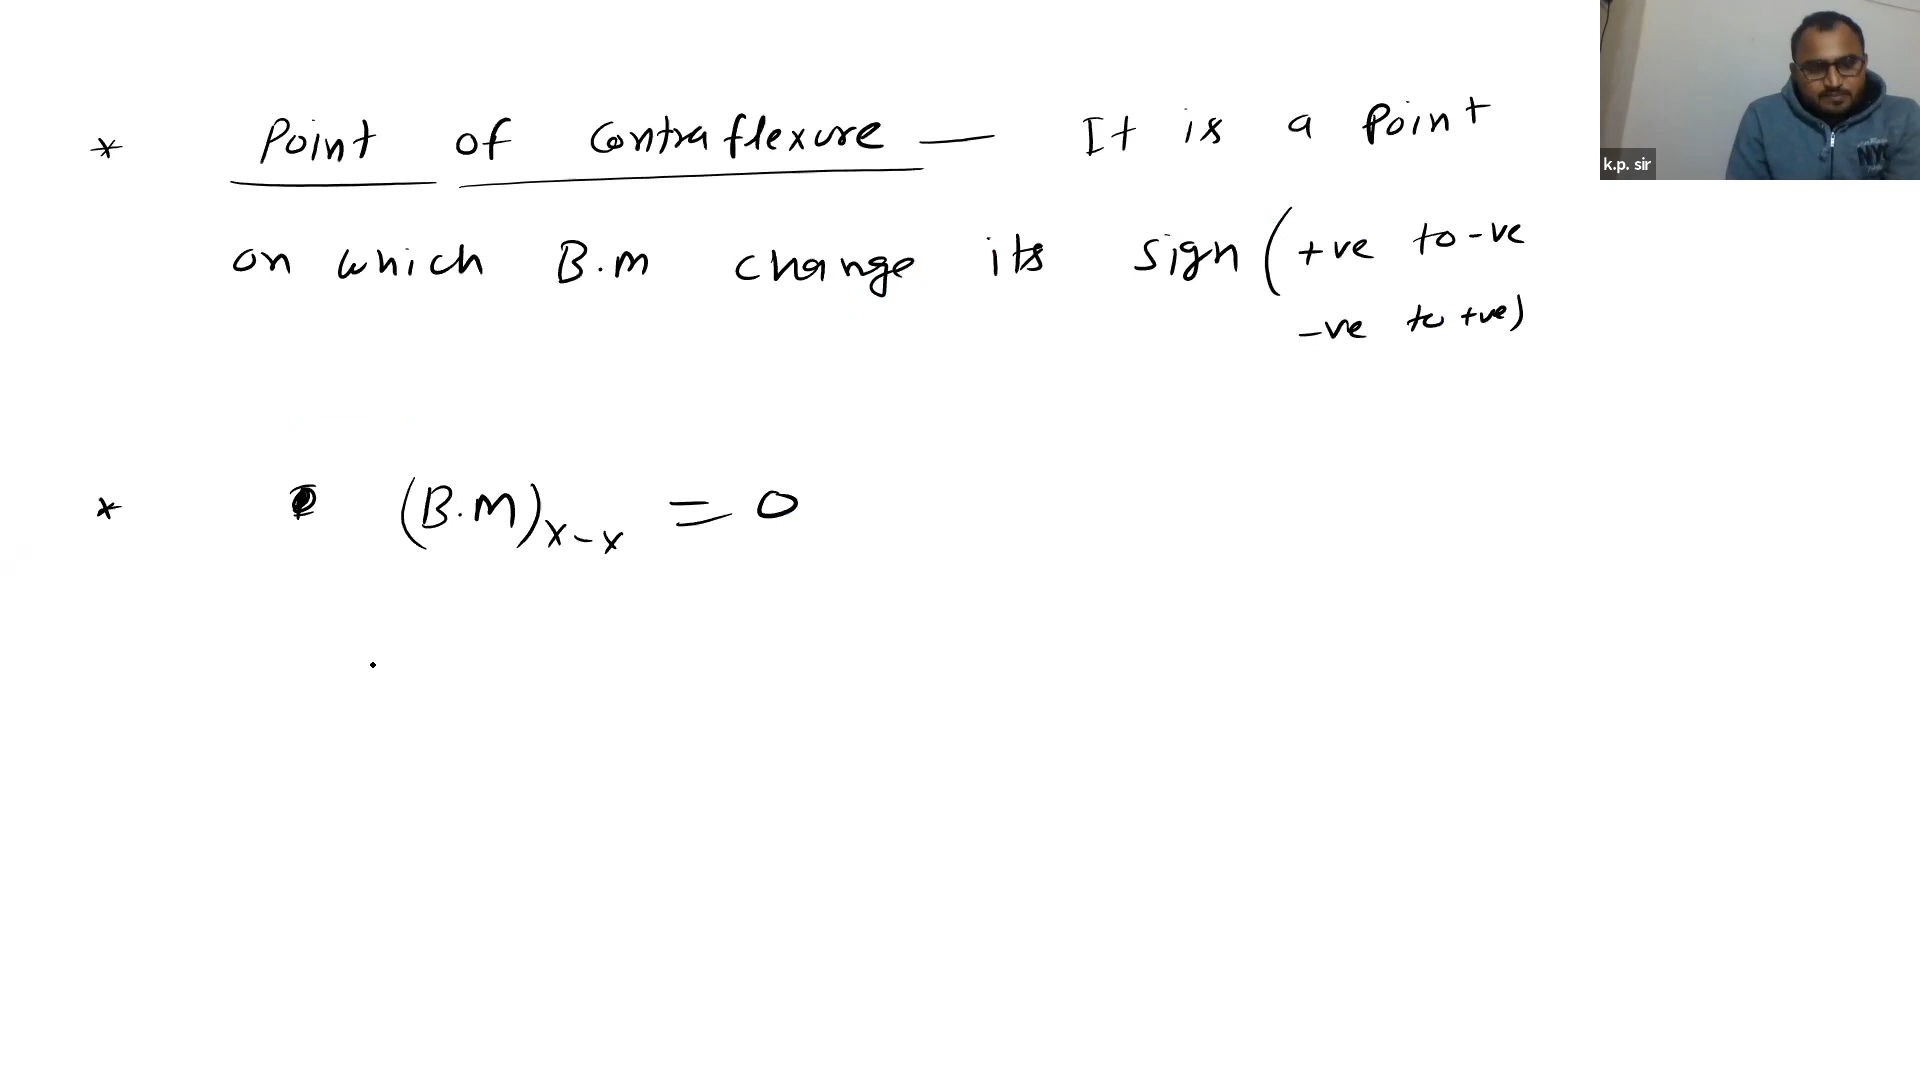 * Point of Contraflexure — It is a point
on which B.M change its sign (+ve to -ve
-ve to +ve)
* (B.M)x-x = 0
k.p. sir
NY